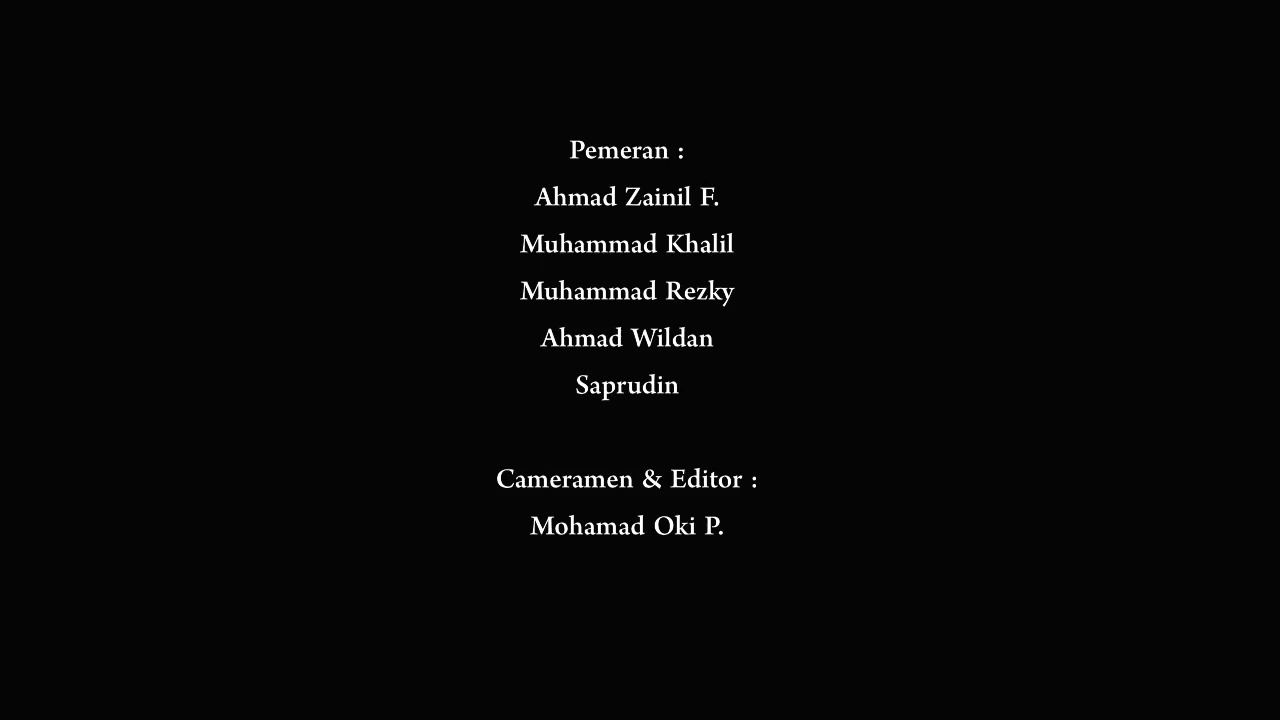 Pemeran :
Ahmad Zainil F.
Muhammad Khalil
Muhammad Rezky
Ahmad Wildan
Saprudin
Cameramen & Editor :
Mohamad Oki P.